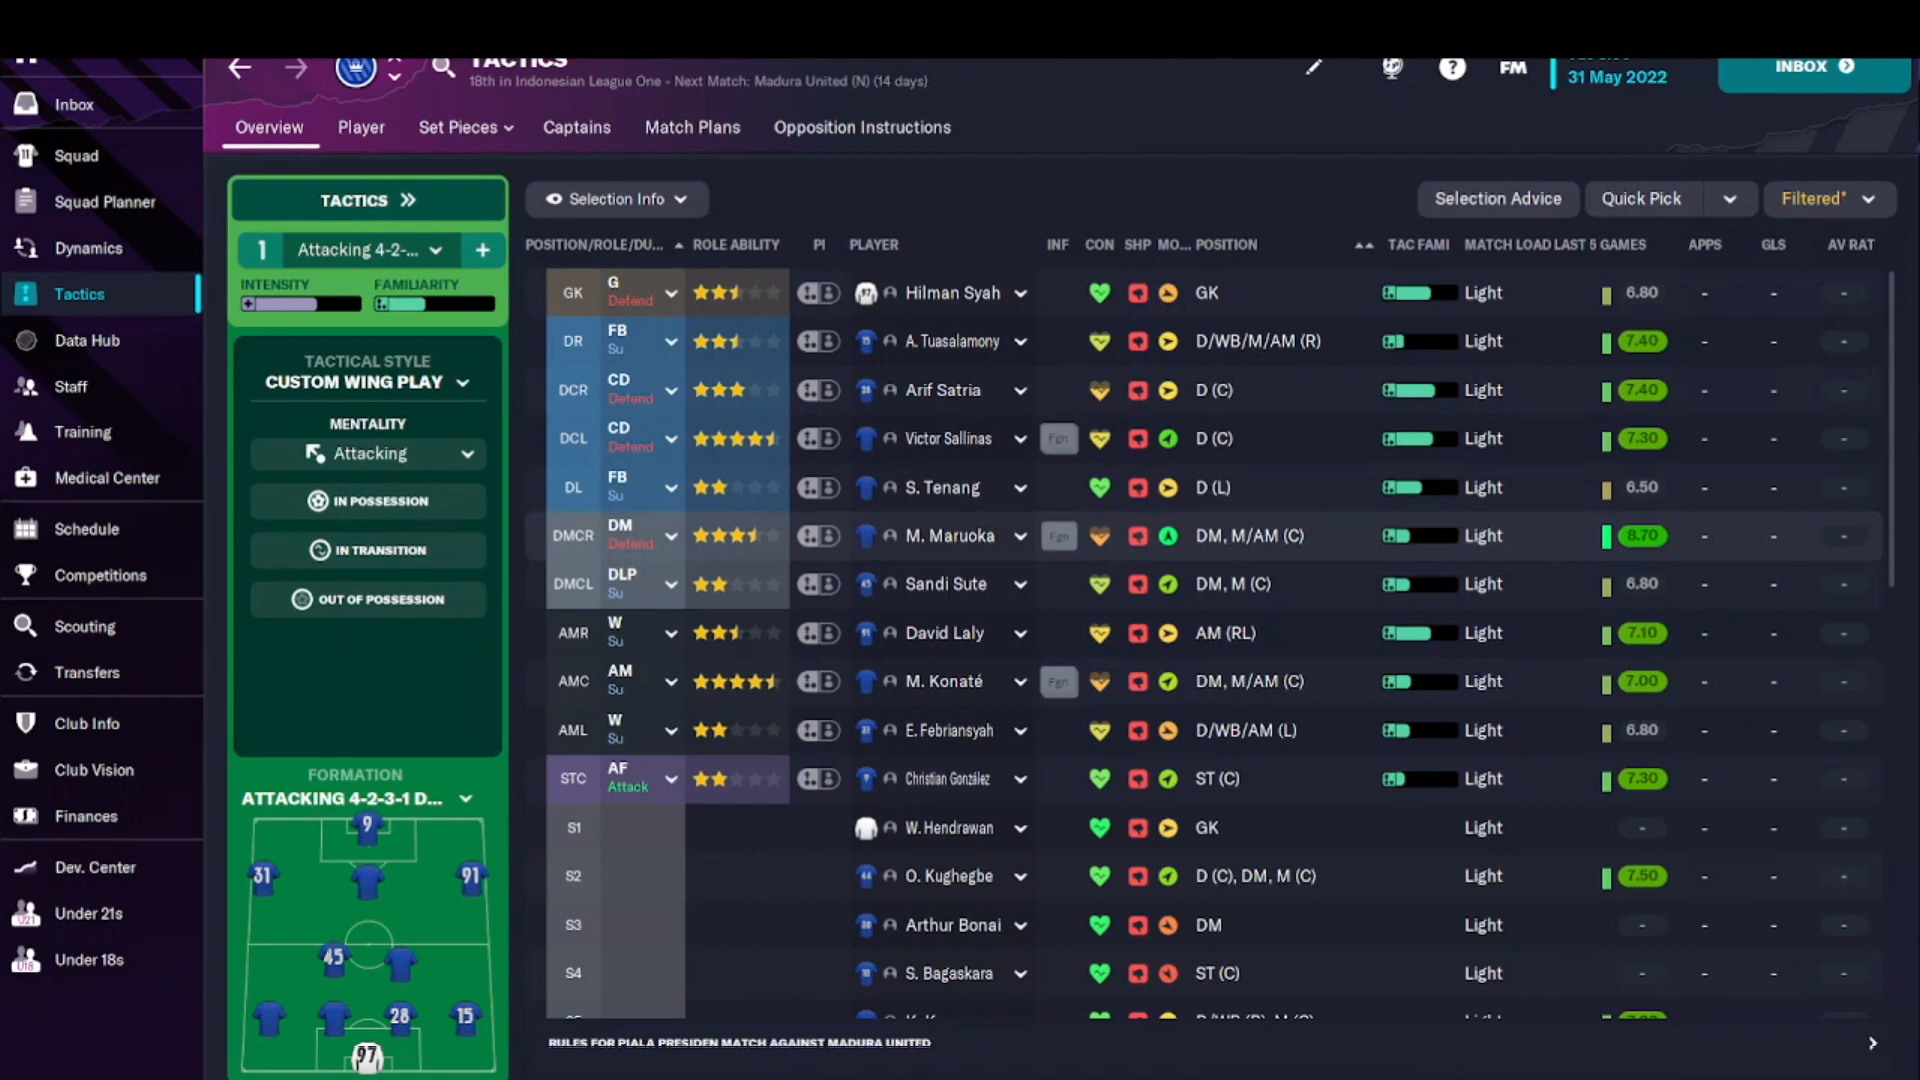 TACTICS
18th in Indonesian League One - Next Match: Madura United (N) (14 days)
FM
31 May 2022
INBOX
Inbox
Squad
Squad Planner
Dynamics
Tactics
Data Hub
Staff
Training
Medical Center
Schedule
Competitions
Scouting
Transfers
Club Info
Club Vision
Finances
Dev. Center
Under 21s
Under 18s
Overview Player Set Pieces Captains Match Plans Opposition Instructions
TACTICS
1 Attacking 4-2-... +
INTENSITY FAMILIARITY
TACTICAL STYLE
CUSTOM WING PLAY
MENTALITY
Attacking
IN POSSESSION
IN TRANSITION
OUT OF POSSESSION
FORMATION
ATTACKING 4-2-3-1 D...
9
31 91
45
28 15
97
Selection Info Selection Advice Quick Pick Filtered*
POSITION/ROLE/DU... ROLE ABILITY PI PLAYER INF CON SHP MO... POSITION TAC FAMI MATCH LOAD LAST 5 GAMES APPS GLS AV RAT
GK G Defend Hilman Syah GK Light 6.80 - - -
DR FB Su A. Tuasalamony D/WB/M/AM (R) Light 7.40 - - -
DCR CD Defend Arif Satria D (C) Light 7.40 - - -
DCL CD Defend Victor Sallinas Fgn D (C) Light 7.30 - - -
DL FB Su S. Tenang D (L) Light 6.50 - - -
DMCR DM Defend M. Maruoka Fgn DM, M/AM (C) Light 8.70 - - -
DMCL DLP Su Sandi Sute DM, M (C) Light 6.80 - - -
AMR W Su David Laly AM (RL) Light 7.10 - - -
AMC AM Su M. Konaté Fgn DM, M/AM (C) Light 7.00 - - -
AML W Su E. Febriansyah D/WB/AM (L) Light 6.80 - - -
STC AF Attack Christian González ST (C) Light 7.30 - - -
S1 W. Hendrawan GK Light - - - -
S2 O. Kughegbe D (C), DM, M (C) Light 7.50 - - -
S3 Arthur Bonai DM Light - - - -
S4 S. Bagaskara ST (C) Light - - - -
RULES FOR PIALA PRESIDEN MATCH AGAINST MADURA UNITED